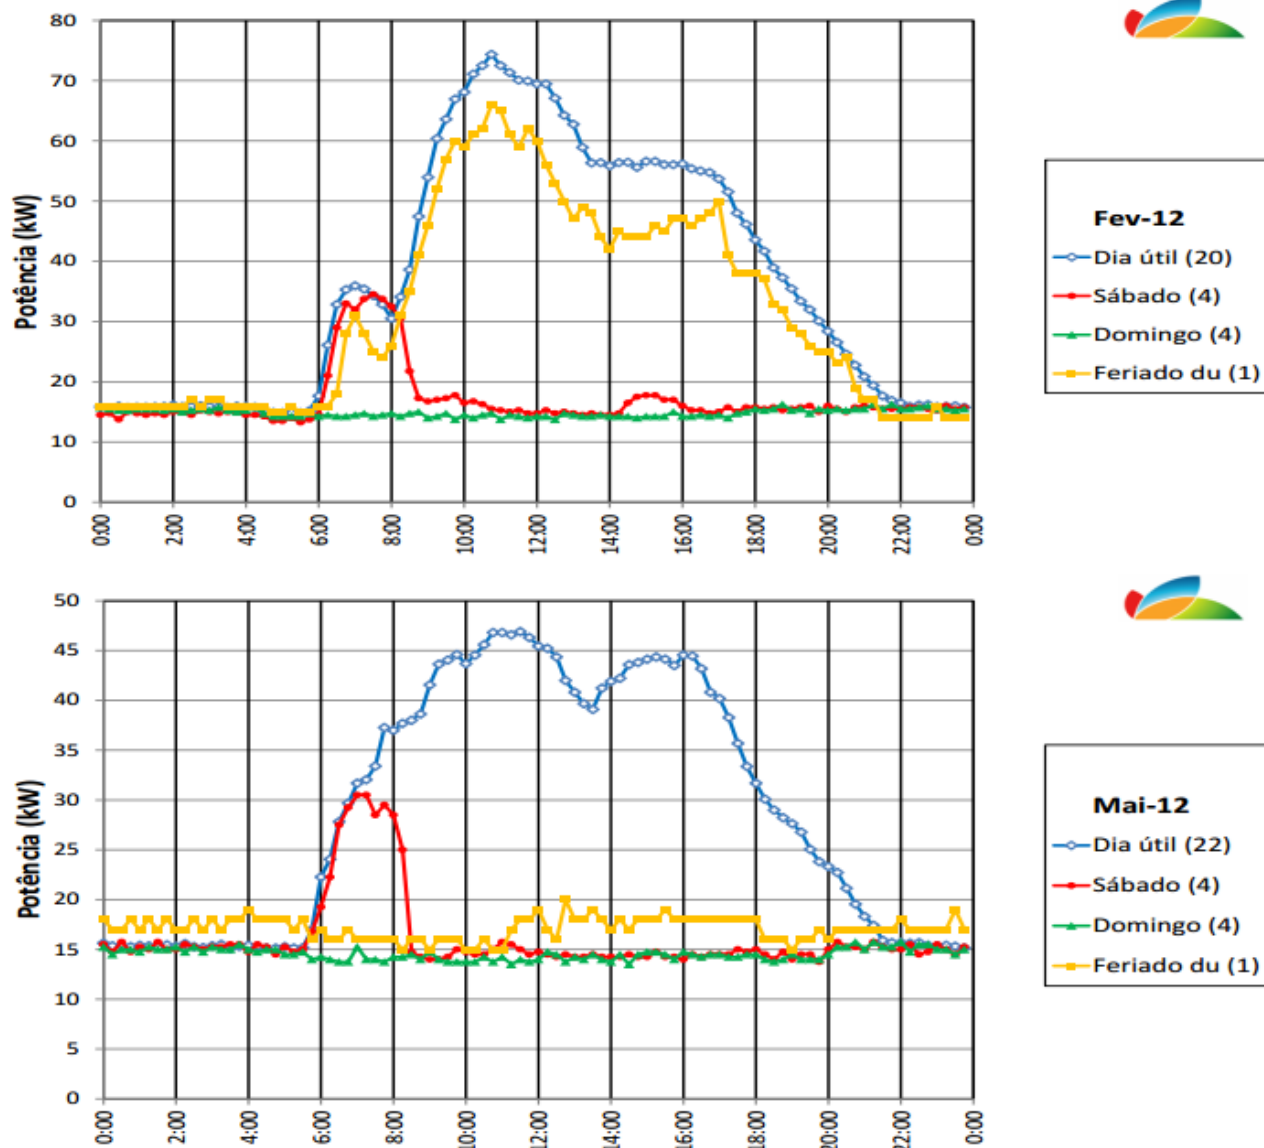 80
70
60
50
40
30
20
10
0
Potência (kW)
0:00 2:00 4:00 6:00 8:00 10:00 12:00 14:00 16:00 18:00 20:00 22:00 0:00
Fev-12
Dia útil (20)
Sábado (4)
Domingo (4)
Feriado du (1)
50
45
40
35
30
25
20
15
10
5
0
Potência (kW)
0:00 2:00 4:00 6:00 8:00 10:00 12:00 14:00 16:00 18:00 20:00 22:00 0:00
Mai-12
Dia útil (22)
Sábado (4)
Domingo (4)
Feriado du (1)